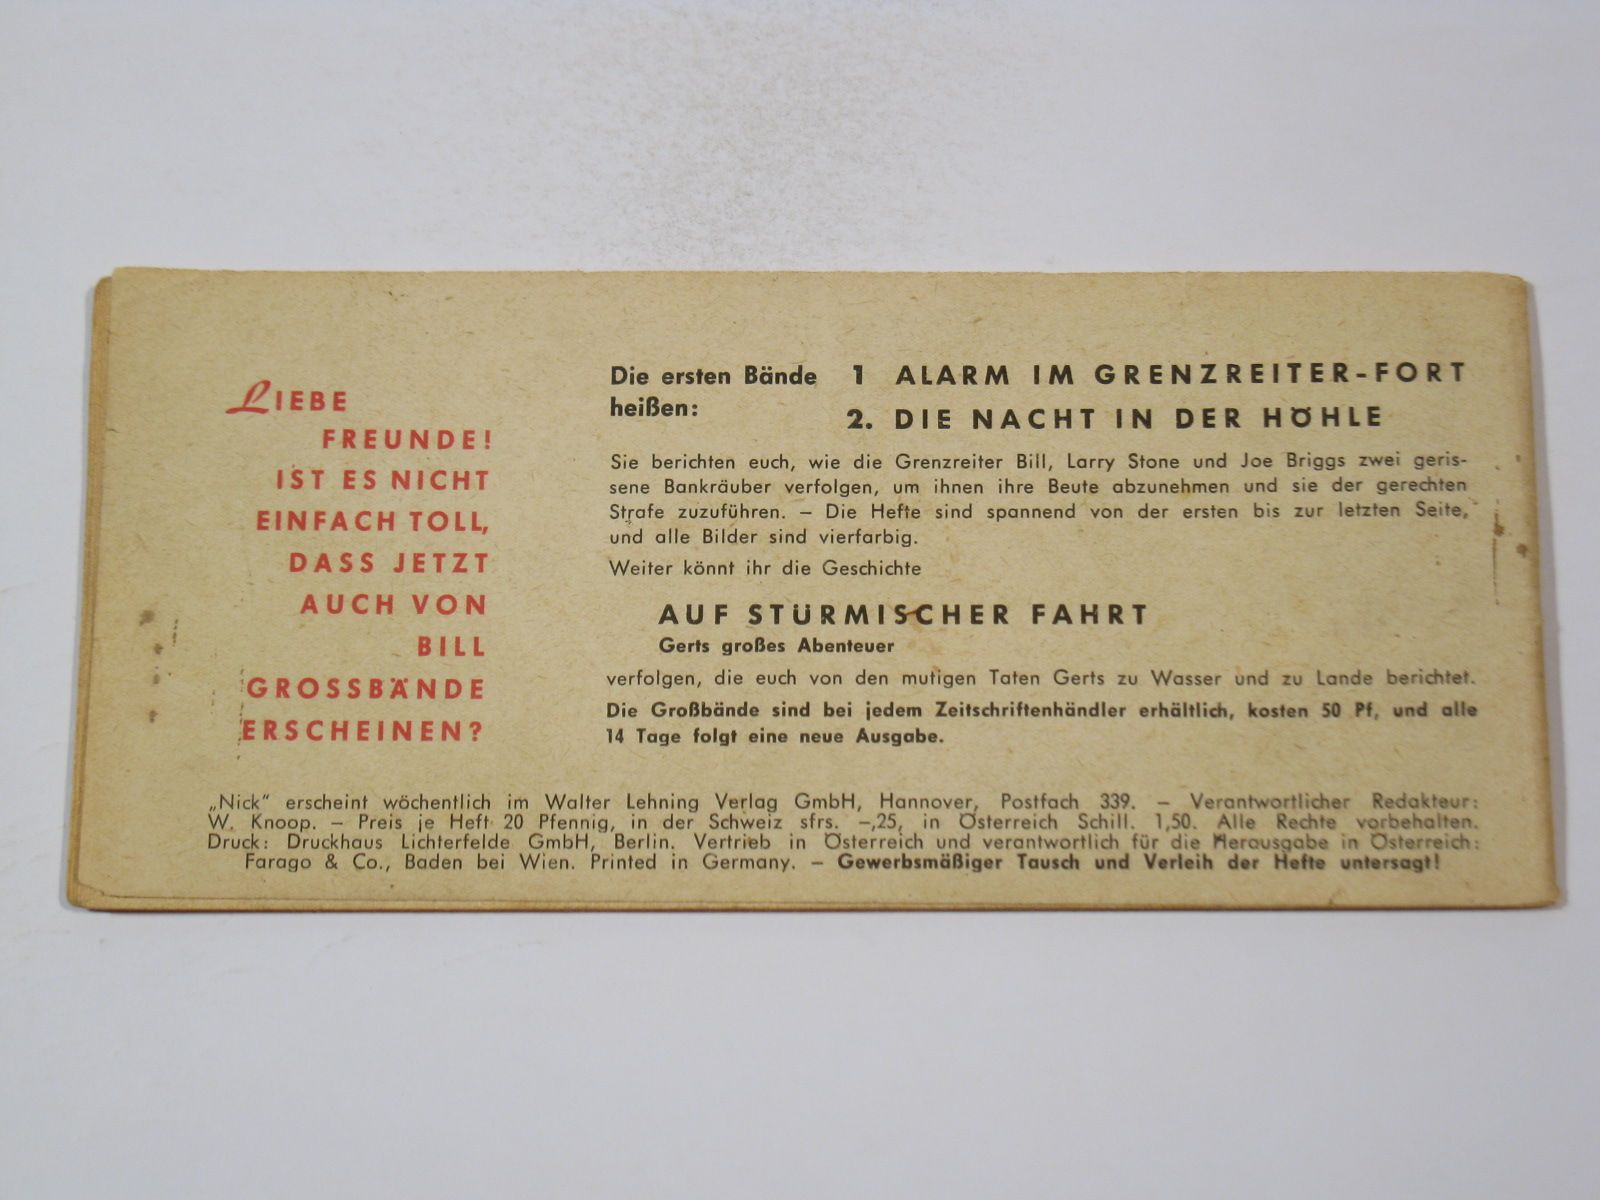 LIEBE
FREUNDE!
IST ES NICHT
EINFACH TOLL,
DASS JETZT
AUCH VON
BILL
GROSSBÄNDE
ERSCHEINEN?
Die ersten Bände 1 ALARM IM GRENZREITER-FORT
heißen: 2. DIE NACHT IN DER HÖHLE
Sie berichten euch, wie die Grenzreiter Bill, Larry Stone und Joe Briggs zwei geris-
sene Bankräuber verfolgen, um ihnen ihre Beute abzunehmen und sie der gerechten
Strafe zuzuführen. – Die Hefte sind spannend von der ersten bis zur letzten Seite,
und alle Bilder sind vierfarbig.
Weiter könnt ihr die Geschichte
AUF STÜRMISCHER FAHRT
Gerts großes Abenteuer
verfolgen, die euch von den mutigen Taten Gerts zu Wasser und zu Lande berichtet.
Die Großbände sind bei jedem Zeitschriftenhändler erhältlich, kosten 50 Pf, und alle
14 Tage folgt eine neue Ausgabe.
„Nick“ erscheint wöchentlich im Walter Lehning Verlag GmbH, Hannover, Postfach 339. – Verantwortlicher Redakteur:
W. Knoop. – Preis je Heft 20 Pfennig, in der Schweiz sfrs. –,25, in Österreich Schill. 1,50. Alle Rechte vorbehalten.
Druck: Druckhaus Lichterfelde GmbH, Berlin. Vertrieb in Österreich und verantwortlich für die Herausgabe in Österreich:
Farago & Co., Baden bei Wien. Printed in Germany. – Gewerbsmäßiger Tausch und Verleih der Hefte untersagt!